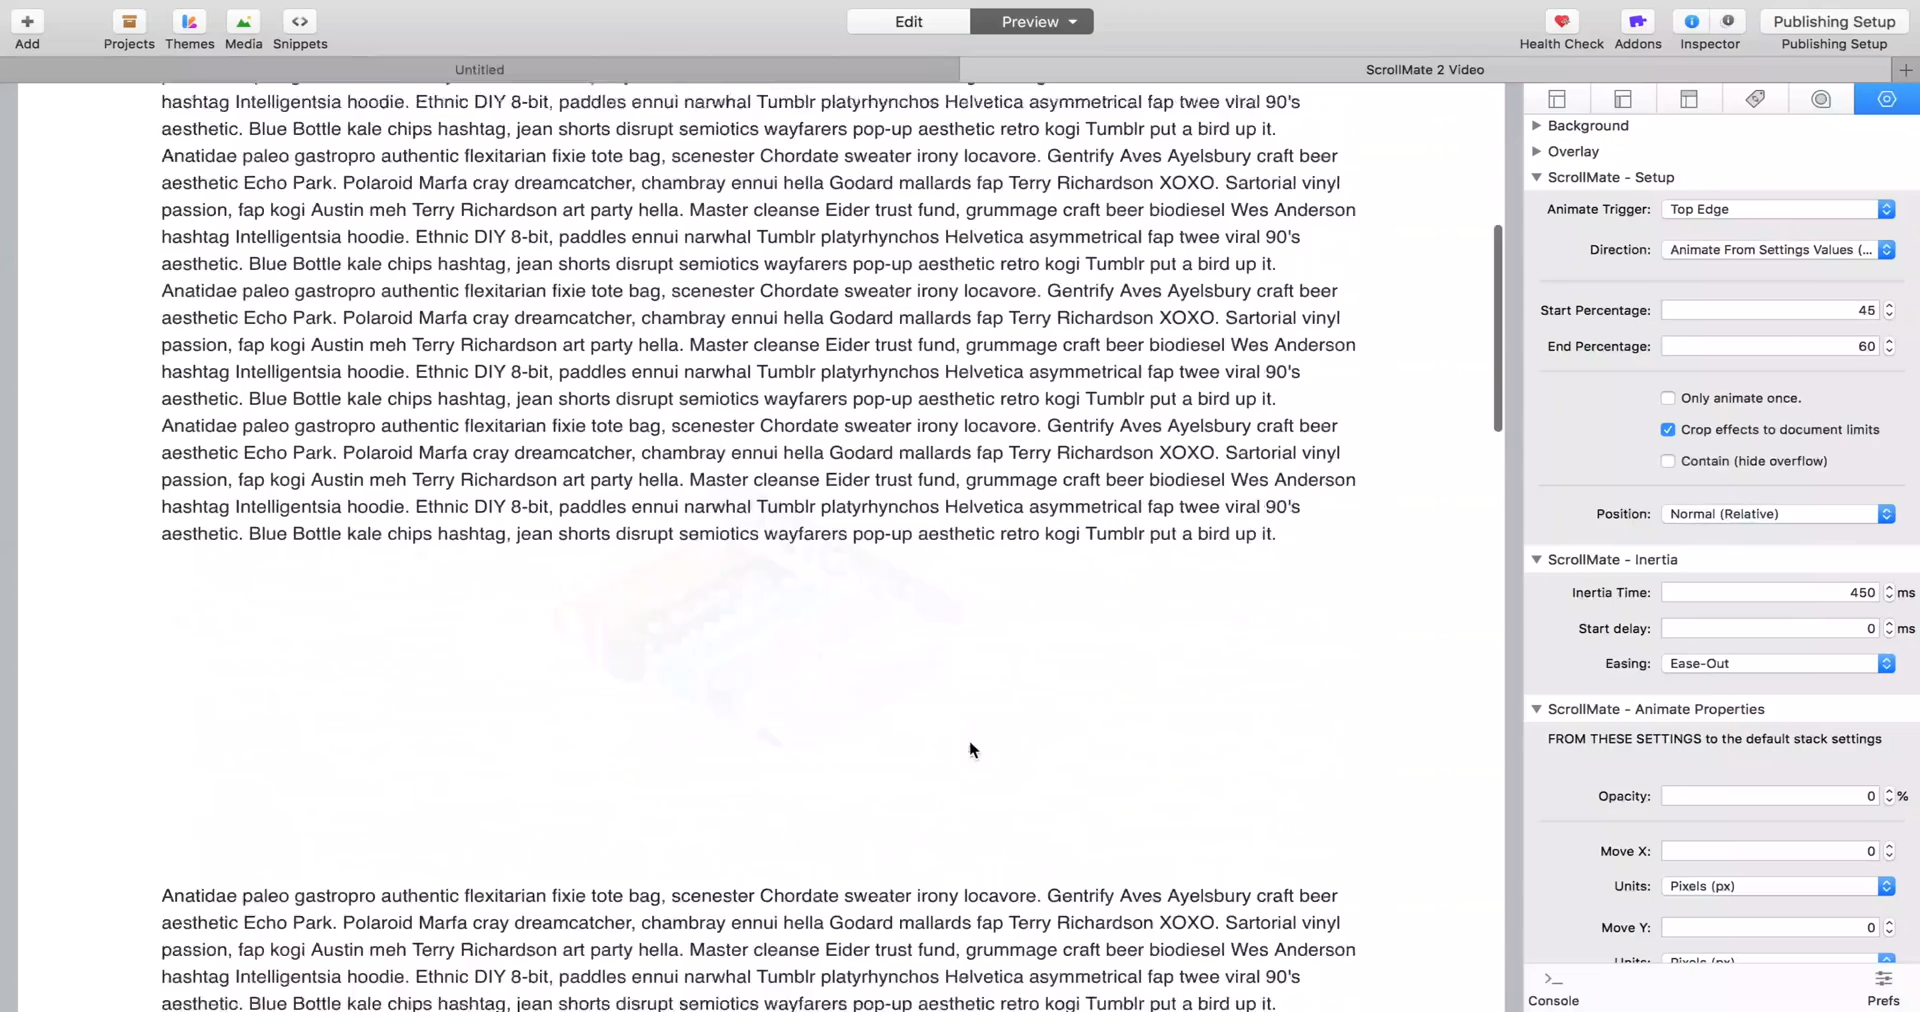 Edit
Preview
Add
Projects
Themes
Media
Snippets
Health Check
Addons
Inspector
Publishing Setup
Publishing Setup
Untitled
ScrollMate 2 Video
hashtag Intelligentsia hoodie. Ethnic DIY 8-bit, paddles ennui narwhal Tumblr platyrhynchos Helvetica asymmetrical fap twee viral 90's
aesthetic. Blue Bottle kale chips hashtag, jean shorts disrupt semiotics wayfarers pop-up aesthetic retro kogi Tumblr put a bird up it.
Anatidae paleo gastropro authentic flexitarian fixie tote bag, scenester Chordate sweater irony locavore. Gentrify Aves Ayelsbury craft beer
aesthetic Echo Park. Polaroid Marfa cray dreamcatcher, chambray ennui hella Godard mallards fap Terry Richardson XOXO. Sartorial vinyl
passion, fap kogi Austin meh Terry Richardson art party hella. Master cleanse Eider trust fund, grummage craft beer biodiesel Wes Anderson
hashtag Intelligentsia hoodie. Ethnic DIY 8-bit, paddles ennui narwhal Tumblr platyrhynchos Helvetica asymmetrical fap twee viral 90's
aesthetic. Blue Bottle kale chips hashtag, jean shorts disrupt semiotics wayfarers pop-up aesthetic retro kogi Tumblr put a bird up it.
Anatidae paleo gastropro authentic flexitarian fixie tote bag, scenester Chordate sweater irony locavore. Gentrify Aves Ayelsbury craft beer
aesthetic Echo Park. Polaroid Marfa cray dreamcatcher, chambray ennui hella Godard mallards fap Terry Richardson XOXO. Sartorial vinyl
passion, fap kogi Austin meh Terry Richardson art party hella. Master cleanse Eider trust fund, grummage craft beer biodiesel Wes Anderson
hashtag Intelligentsia hoodie. Ethnic DIY 8-bit, paddles ennui narwhal Tumblr platyrhynchos Helvetica asymmetrical fap twee viral 90's
aesthetic. Blue Bottle kale chips hashtag, jean shorts disrupt semiotics wayfarers pop-up aesthetic retro kogi Tumblr put a bird up it.
Anatidae paleo gastropro authentic flexitarian fixie tote bag, scenester Chordate sweater irony locavore. Gentrify Aves Ayelsbury craft beer
aesthetic Echo Park. Polaroid Marfa cray dreamcatcher, chambray ennui hella Godard mallards fap Terry Richardson XOXO. Sartorial vinyl
passion, fap kogi Austin meh Terry Richardson art party hella. Master cleanse Eider trust fund, grummage craft beer biodiesel Wes Anderson
hashtag Intelligentsia hoodie. Ethnic DIY 8-bit, paddles ennui narwhal Tumblr platyrhynchos Helvetica asymmetrical fap twee viral 90's
aesthetic. Blue Bottle kale chips hashtag, jean shorts disrupt semiotics wayfarers pop-up aesthetic retro kogi Tumblr put a bird up it.
Anatidae paleo gastropro authentic flexitarian fixie tote bag, scenester Chordate sweater irony locavore. Gentrify Aves Ayelsbury craft beer
aesthetic Echo Park. Polaroid Marfa cray dreamcatcher, chambray ennui hella Godard mallards fap Terry Richardson XOXO. Sartorial vinyl
passion, fap kogi Austin meh Terry Richardson art party hella. Master cleanse Eider trust fund, grummage craft beer biodiesel Wes Anderson
hashtag Intelligentsia hoodie. Ethnic DIY 8-bit, paddles ennui narwhal Tumblr platyrhynchos Helvetica asymmetrical fap twee viral 90's
aesthetic. Blue Bottle kale chips hashtag, jean shorts disrupt semiotics wayfarers pop-up aesthetic retro kogi Tumblr put a bird up it.
Background
Overlay
ScrollMate - Setup
Animate Trigger: Top Edge
Direction: Animate From Settings Values (...
Start Percentage: 45
End Percentage: 60
Only animate once.
Crop effects to document limits
Contain (hide overflow)
Position: Normal (Relative)
ScrollMate - Inertia
Inertia Time: 450 ms
Start delay: 0 ms
Easing: Ease-Out
ScrollMate - Animate Properties
FROM THESE SETTINGS to the default stack settings
Opacity: 0 %
Move X: 0
Units: Pixels (px)
Move Y: 0
Units: Pixels (px)
Console
Prefs